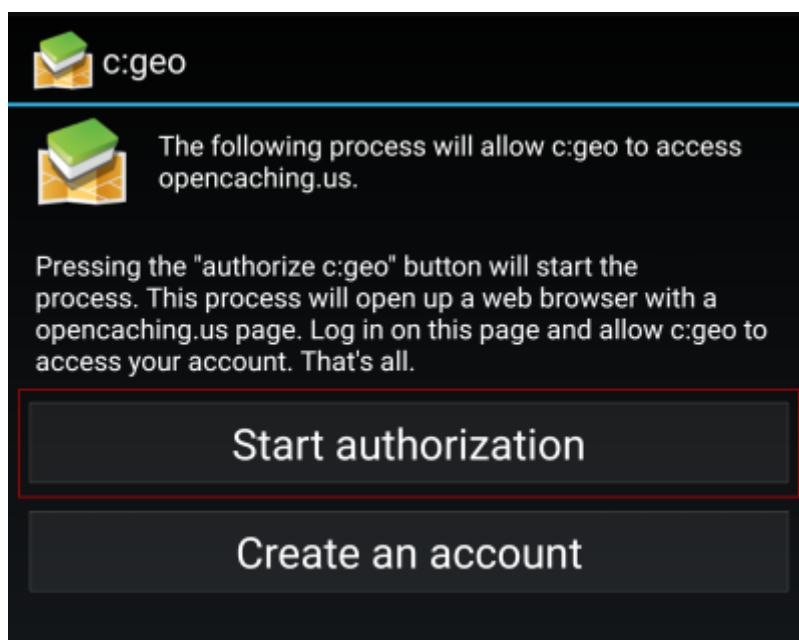 c:geo
The following process will allow c:geo to access
opencaching.us.
Pressing the "authorize c:geo" button will start the
process. This process will open up a web browser with a
opencaching.us page. Log in on this page and allow c:geo to
access your account. That's all.
Start authorization
Create an account